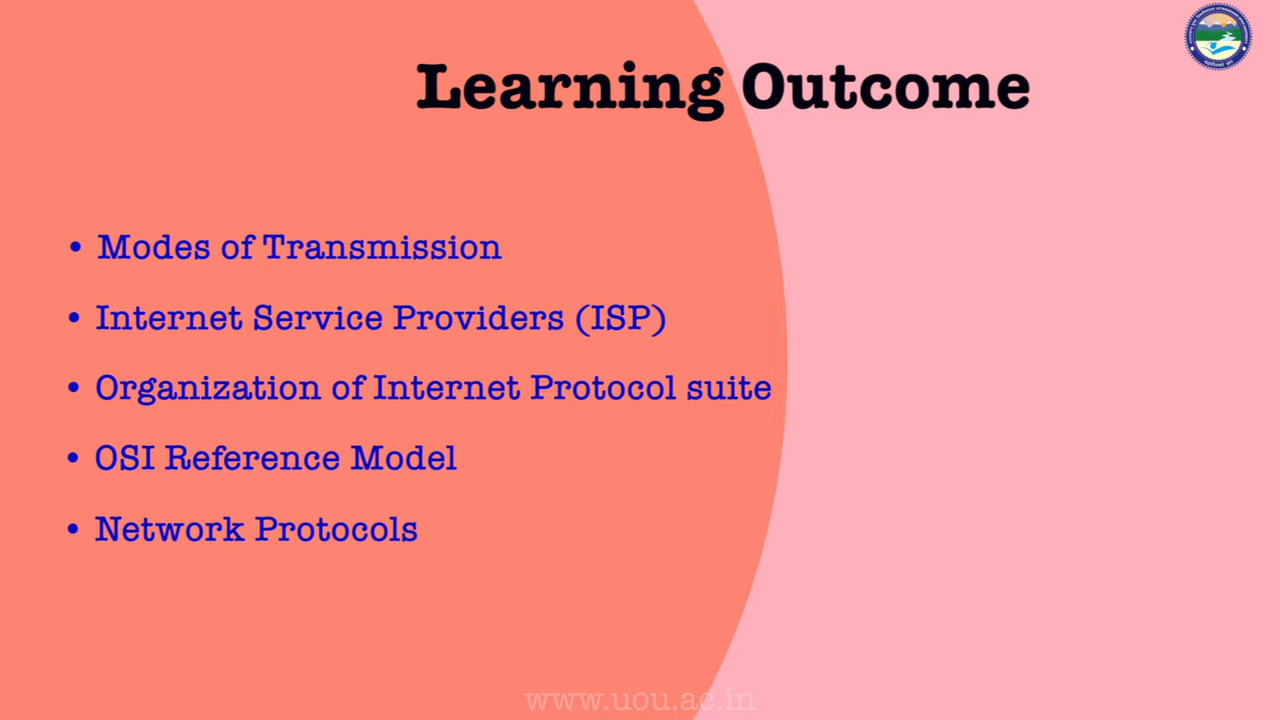 Learning Outcome
• Modes of Transmission
• Internet Service Providers (ISP)
• Organization of Internet Protocol suite
• OSI Reference Model
• Network Protocols
www.uou.ac.in